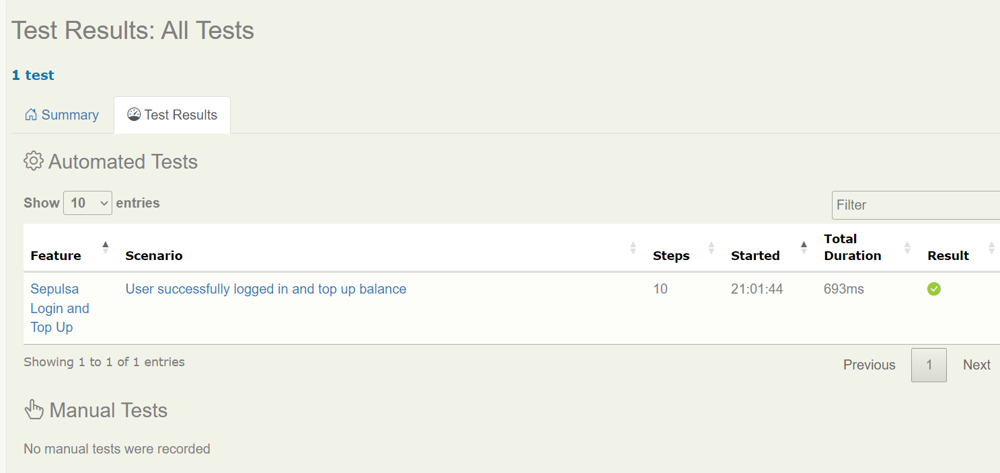 Test Results: All Tests
1 test
Summary
Test Results
Automated Tests
Show 10 entries
Filter
Feature Scenario Steps Started Total Duration Result
Sepulsa Login and Top Up User successfully logged in and top up balance 10 21:01:44 693ms
Showing 1 to 1 of 1 entries
Previous 1 Next
Manual Tests
No manual tests were recorded